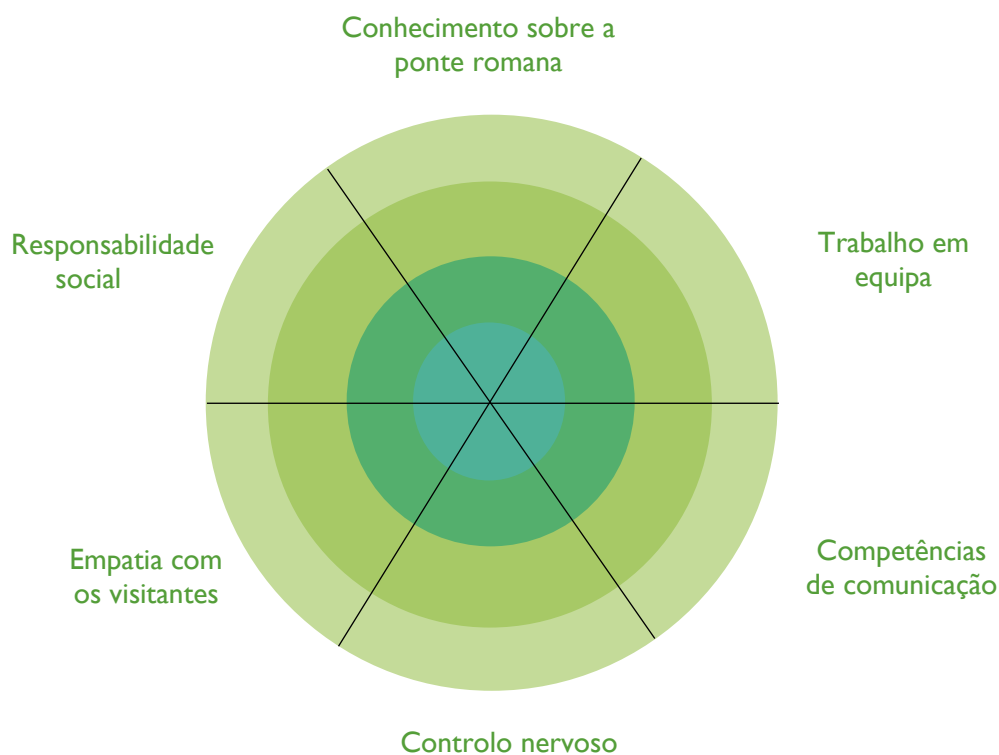 Conhecimento sobre a
ponte romana
Responsabilidade
social
Trabalho em
equipa
Empatia com
os visitantes
Competências
de comunicação
Controlo nervoso